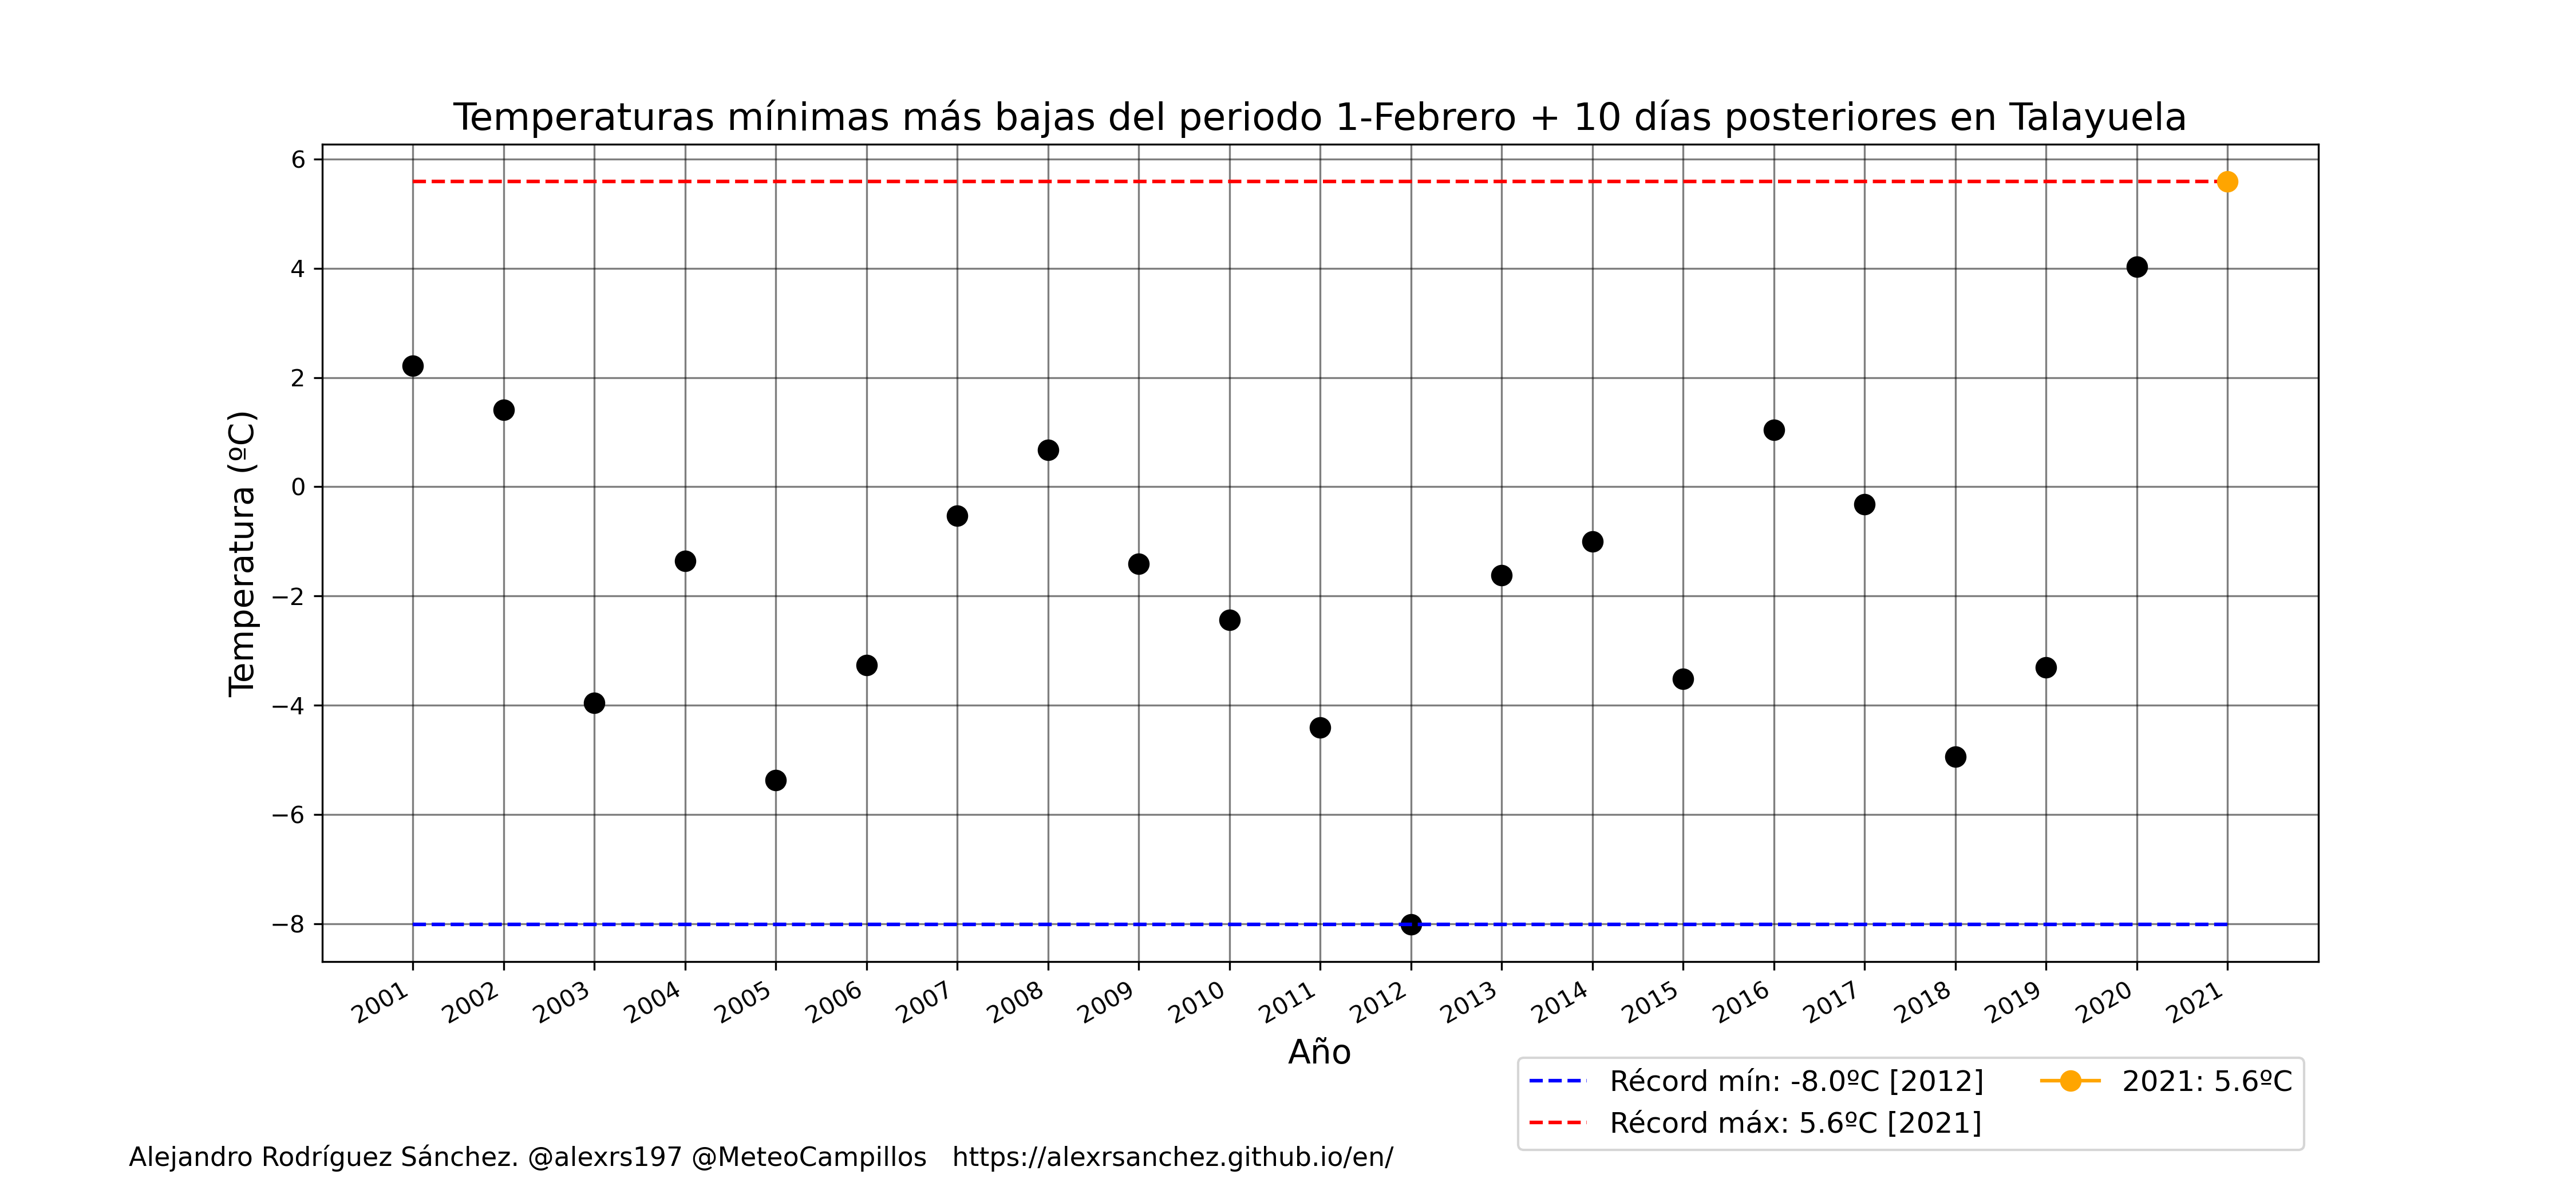 Temperaturas mínimas más bajas del periodo 1-Febrero + 10 días posteriores en Talayuela
Temperatura (ºC)
6
4
2
0
−2
−4
−6
−8
2001 2002 2003 2004 2005 2006 2007 2008 2009 2010 2011 2012 2013 2014 2015 2016 2017 2018 2019 2020 2021
Año
Récord mín: -8.0ºC [2012]
Récord máx: 5.6ºC [2021]
2021: 5.6ºC
Alejandro Rodríguez Sánchez. @alexrs197 @MeteoCampillos https://alexrsanchez.github.io/en/